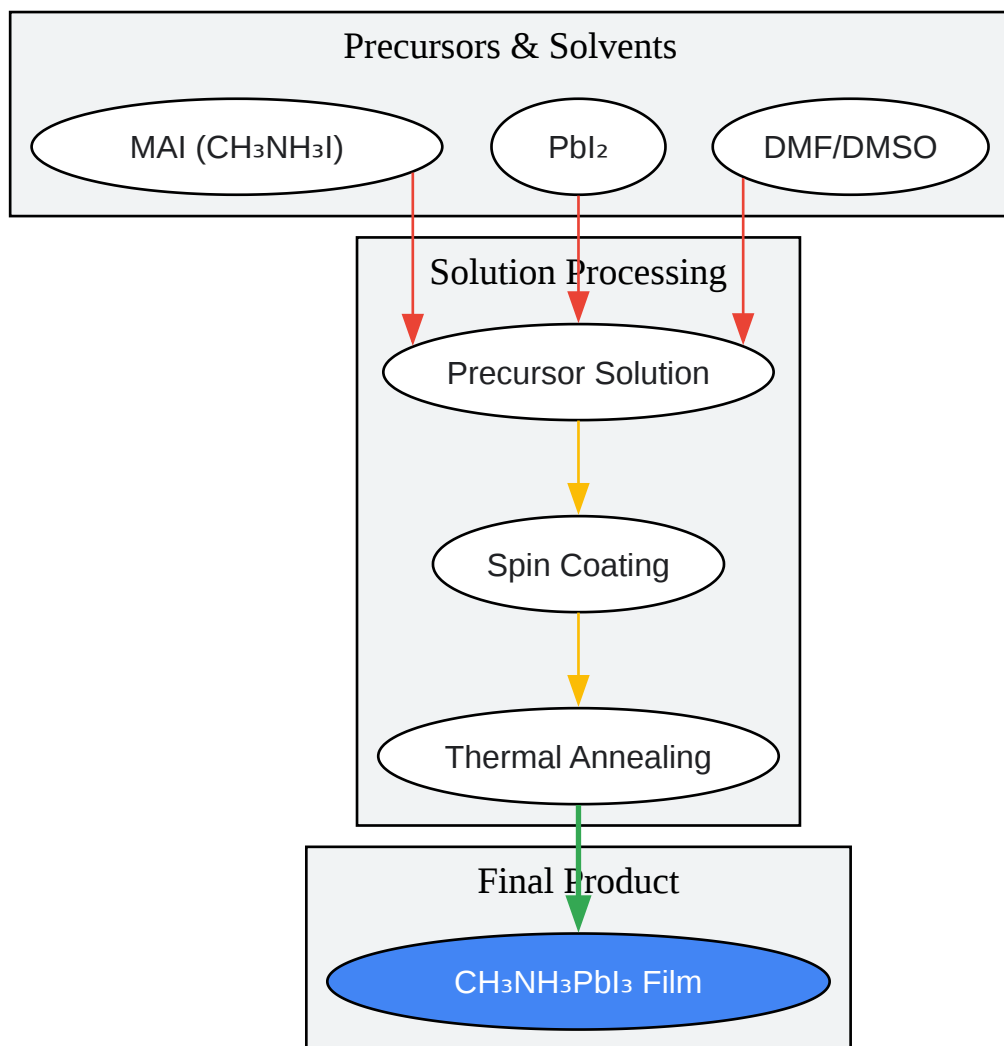 Precursors & Solvents
MAI (CH₃NH₃I)
PbI₂
DMF/DMSO
Solution Processing
Precursor Solution
Spin Coating
Thermal Annealing
Final Product
CH₃NH₃PbI₃ Film